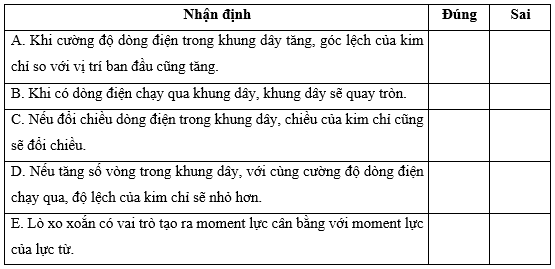 Nhận định Đúng Sai
A. Khi cường độ dòng điện trong khung dây tăng, góc lệch của kim
chỉ so với vị trí ban đầu cũng tăng.
B. Khi có dòng điện chạy qua khung dây, khung dây sẽ quay tròn.
C. Nếu đổi chiều dòng điện trong khung dây, chiều của kim chỉ cũng
sẽ đổi chiều.
D. Nếu tăng số vòng trong khung dây, với cùng cường độ dòng điện
chạy qua, độ lệch của kim chỉ sẽ nhỏ hơn.
E. Lò xo xoắn có vai trò tạo ra moment lực cân bằng với moment lực
của lực từ.